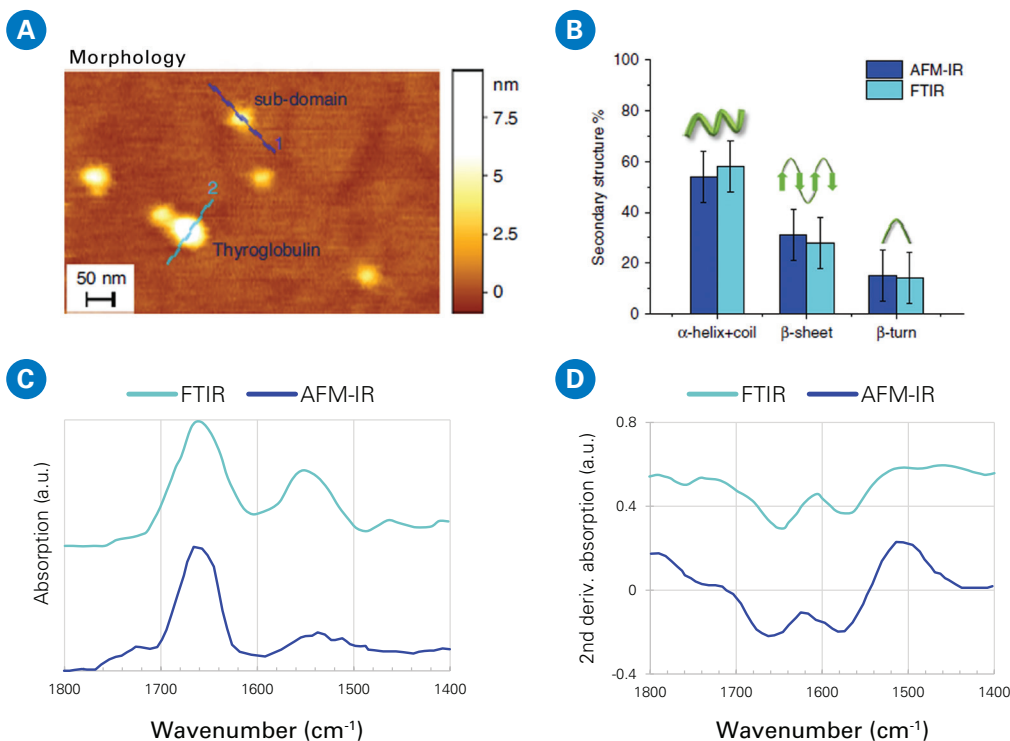 A
Morphology
sub-domain
1
2
Thyroglobulin
50 nm
nm
7.5
5
2.5
0
B
Secondary structure %
100
80
60
40
20
0
AFM-IR
FTIR
α-helix+coil β-sheet β-turn
C
FTIR AFM-IR
Absorption (a.u.)
1800 1700 1600 1500 1400
Wavenumber (cm⁻¹)
D
FTIR AFM-IR
2nd deriv. absorption (a.u.)
0.8
0.4
0
-0.4
1800 1700 1600 1500 1400
Wavenumber (cm⁻¹)